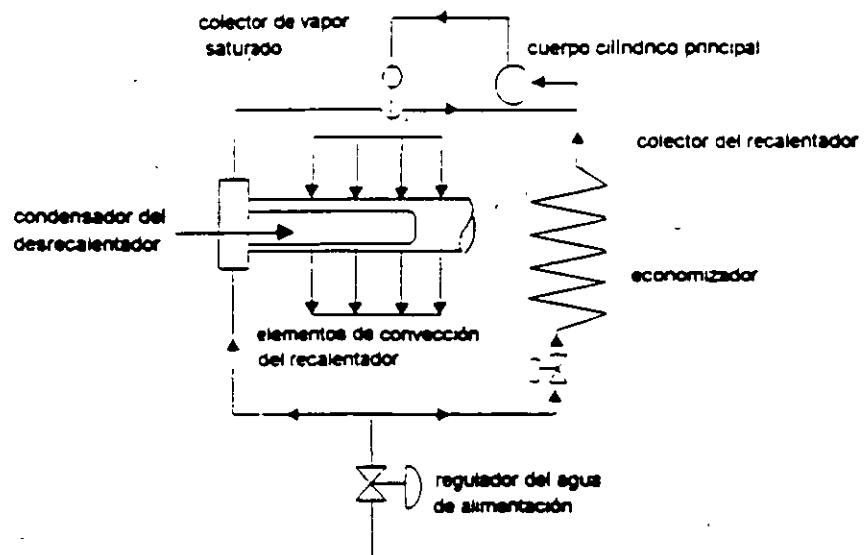 colector de vapor
saturado
cuerpo cilíndrico principal
colector del recalentador
condensador del
desrecalentador
economizador
elementos de convección
del recalentador
regulador del agua
de alimentación